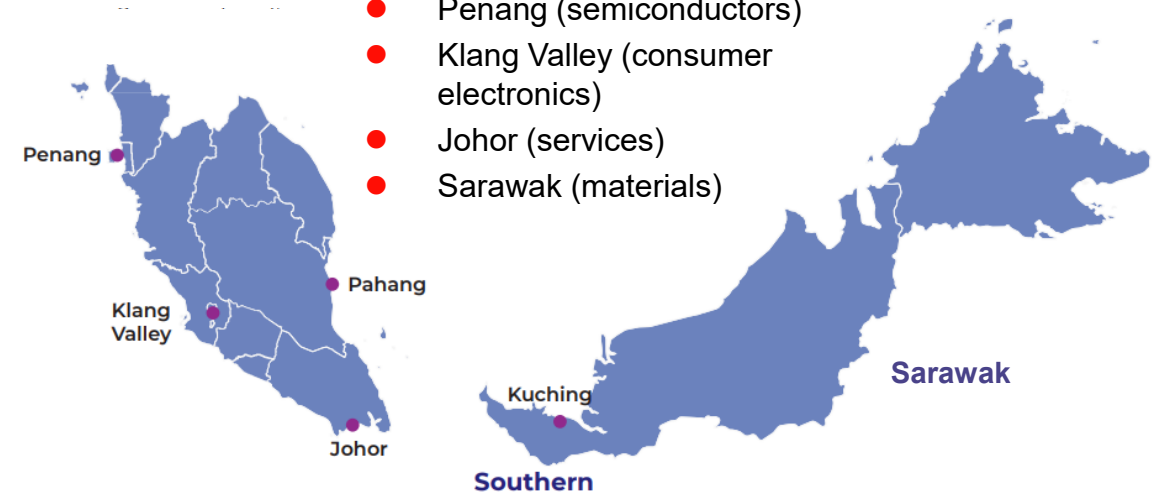 Penang (semiconductors)
Klang Valley (consumer
electronics)
Johor (services)
Sarawak (materials)
Penang
Pahang
Klang
Valley
Johor
Kuching
Sarawak
Southern